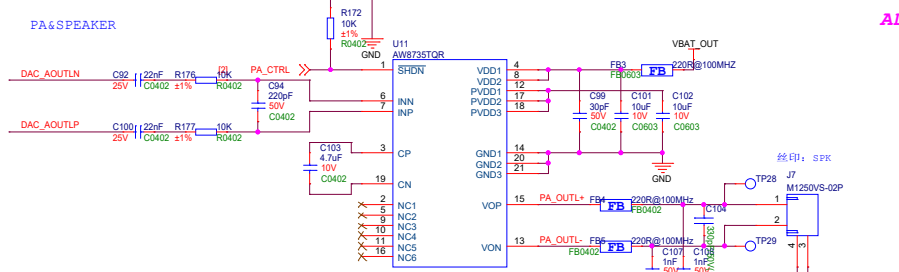 PA&SPEAKER
AI
R172
10K
±1%
R0402
GND
U11
AW8735TQR
VBAT_OUT
DAC_AOUTLN
C92
22nF
25V
C0402
R176
10K
±1%
R0402
[2]
PA_CTRL
C94
220pF
50V
C0402
DAC_AOUTLP
C100
22nF
25V
C0402
R177
10K
±1%
R0402
C103
4.7uF
10V
C0402
1
SHDN
6
INN
7
INP
3
CP
19
CN
2
NC1
5
NC2
9
NC3
10
NC4
11
NC5
16
NC6
VDD1
4
VDD2
8
PVDD1
12
PVDD2
17
PVDD3
18
GND1
14
GND2
20
GND3
21
VOP
15
VON
13
FB3
FB
220R@100MHZ
FB0603
C99
30pF
50V
C0402
C101
10uF
10V
C0603
C102
10uF
10V
C0603
GND
丝印: SPK
J7
M1250VS-02P
TP28
1
2
4
3
TP29
PA_OUTL+
FB4
FB
220R@100MHz
FB0402
C104
PA_OUTL-
FB5
FB
220R@100MHz
FB0402
C107
1nF
50V
1nF